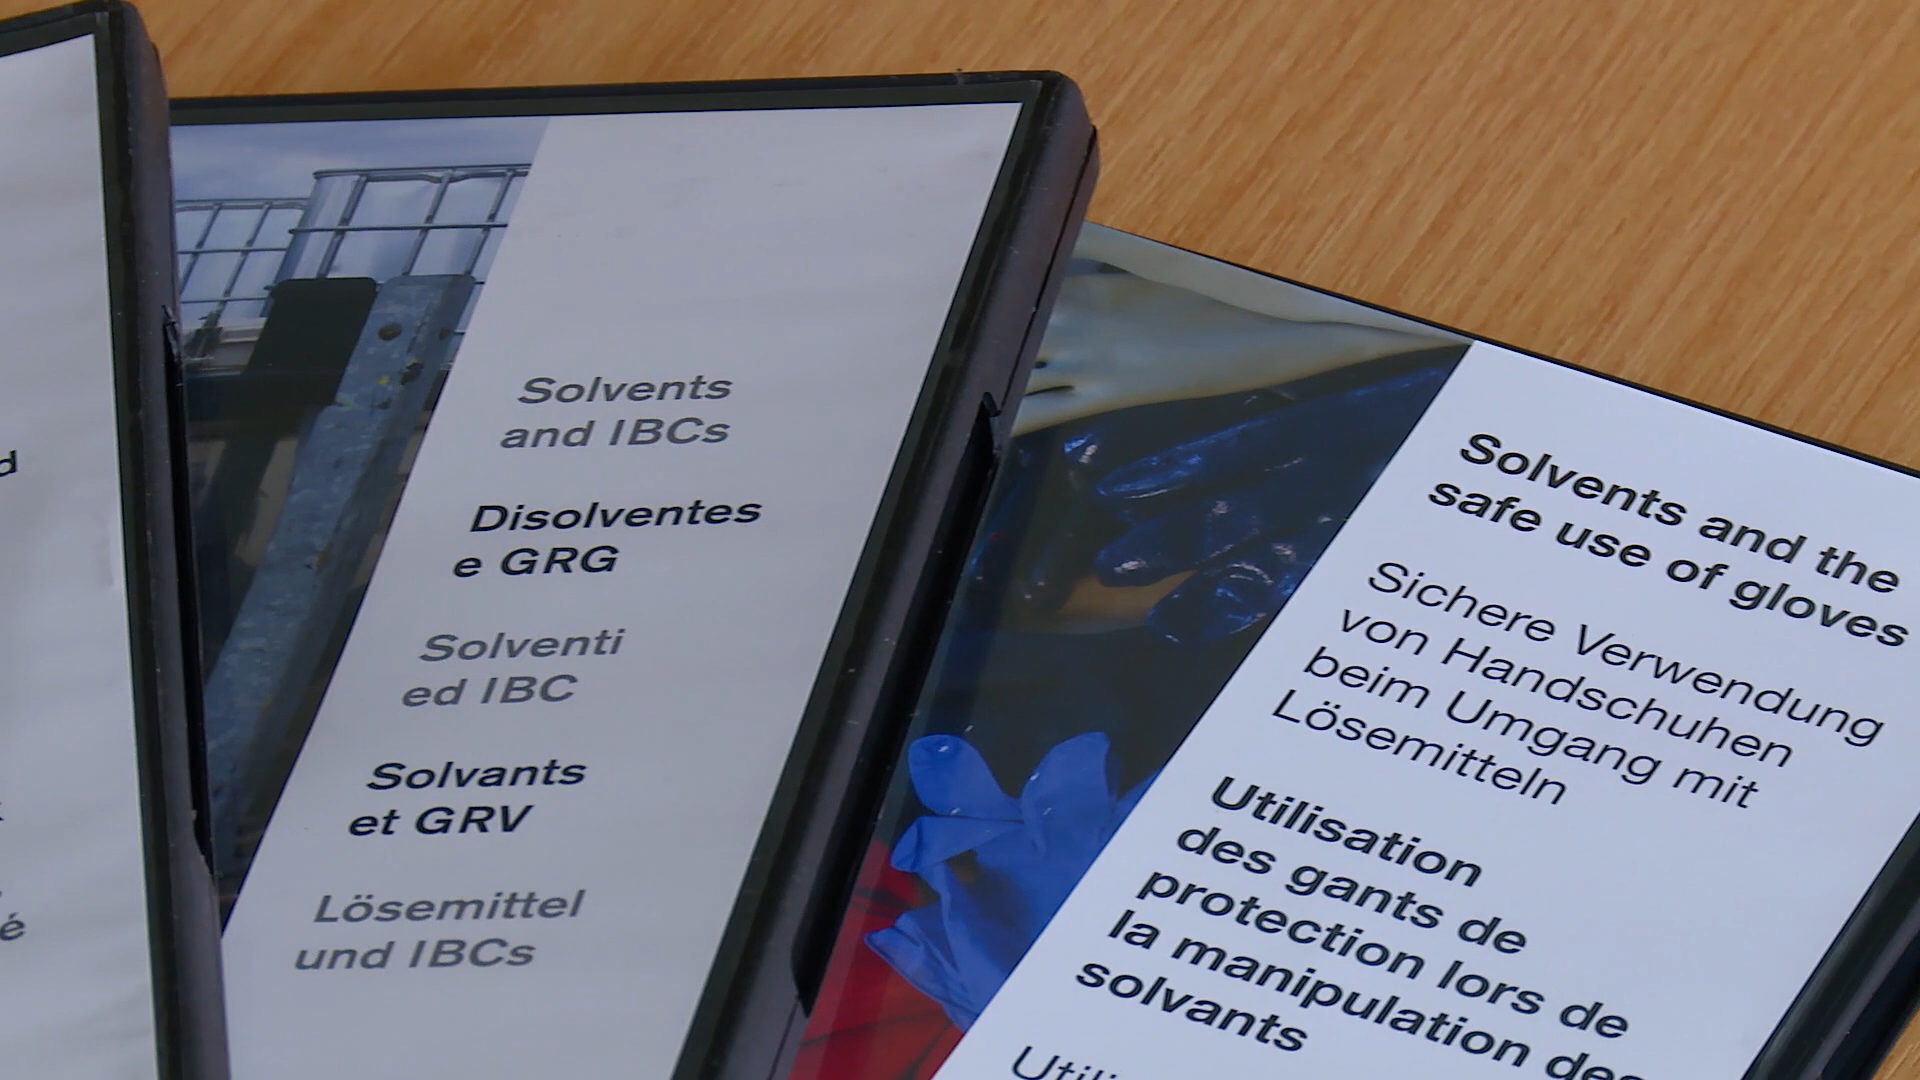 Solvents
and IBCs
Disolventes
e GRG
Solventi
ed IBC
Solvants
et GRV
Lösemittel
und IBCs
Solvents and the
safe use of gloves
Sichere Verwendung
von Handschuhen
beim Umgang mit
Lösemitteln
Utilisation
des gants de
protection lors de
la manipulation des
solvants